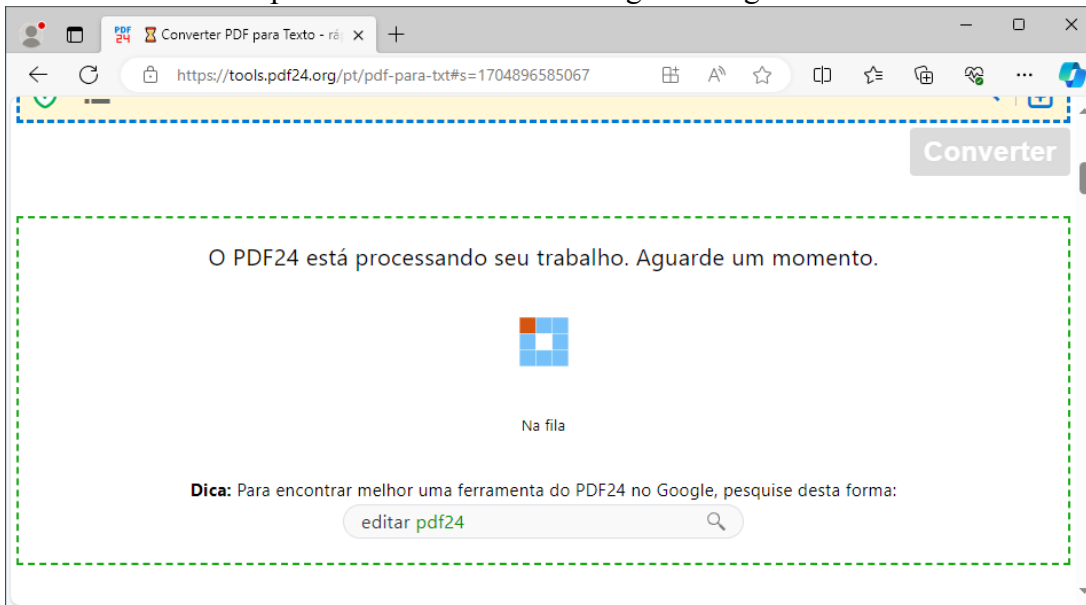 PDF
24
Converter PDF para Texto - rá
https://tools.pdf24.org/pt/pdf-para-txt#s=1704896585067
Converter
O PDF24 está processando seu trabalho. Aguarde um momento.
Na fila
Dica: Para encontrar melhor uma ferramenta do PDF24 no Google, pesquise desta forma:
editar pdf24